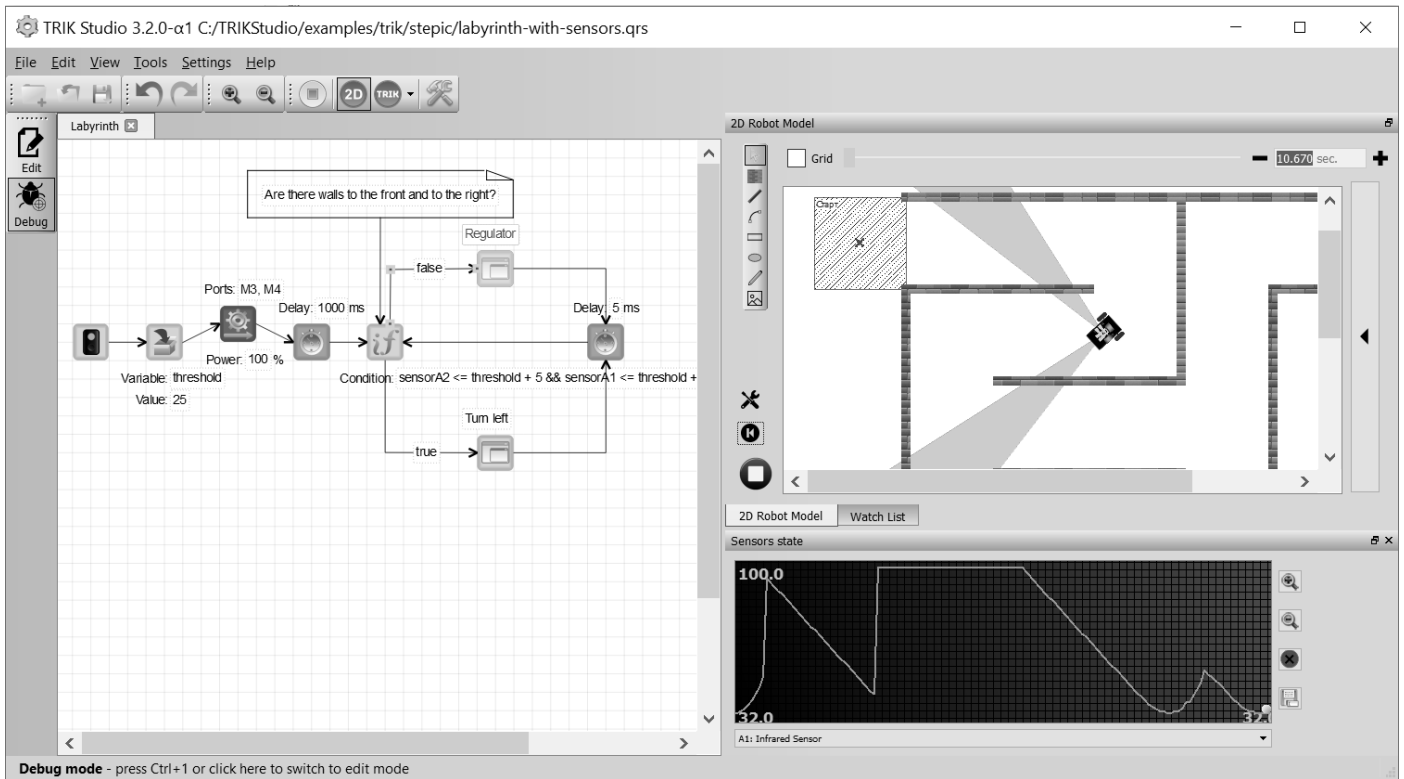 TRIK Studio 3.2.0-α1 C:/TRIKStudio/examples/trik/stepic/labyrinth-with-sensors.qrs
File Edit View Tools Settings Help
2D TRIK
Edit
Debug
Labyrinth
Are there walls to the front and to the right?
Regulator
false
Ports: M3, M4
Delay: 1000 ms
Delay: 5 ms
if
Power: 100 %
Variable: threshold
Value: 25
Condition: sensorA2 <= threshold + 5 && sensorA1 <= threshold +
Turn left
true
2D Robot Model
Grid
10.670 sec.
Старт
2D Robot Model Watch List
Sensors state
100.0
32.0
A1: Infrared Sensor
Debug mode - press Ctrl+1 or click here to switch to edit mode